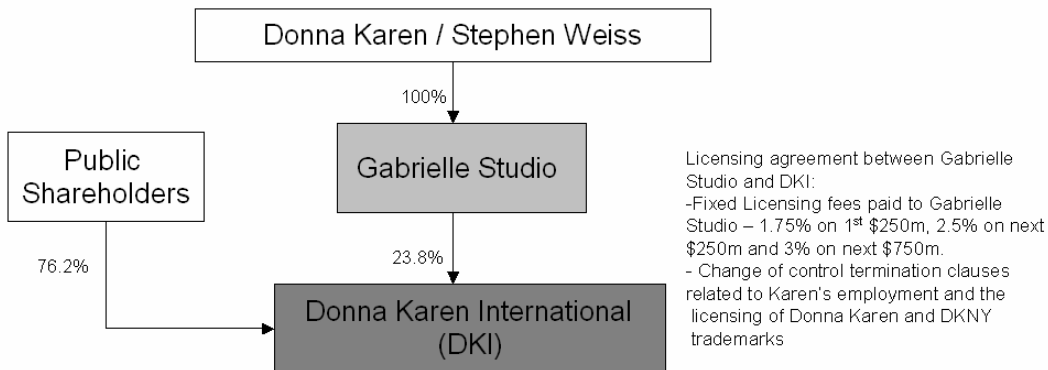 Donna Karen / Stephen Weiss
100%
Public
Shareholders
Gabrielle Studio
76.2%
23.8%
Donna Karen International
(DKI)
Licensing agreement between Gabrielle
Studio and DKI:
-Fixed Licensing fees paid to Gabrielle
Studio – 1.75% on 1st $250m, 2.5% on next
$250m and 3% on next $750m.
- Change of control termination clauses
related to Karen's employment and the
licensing of Donna Karen and DKNY
trademarks